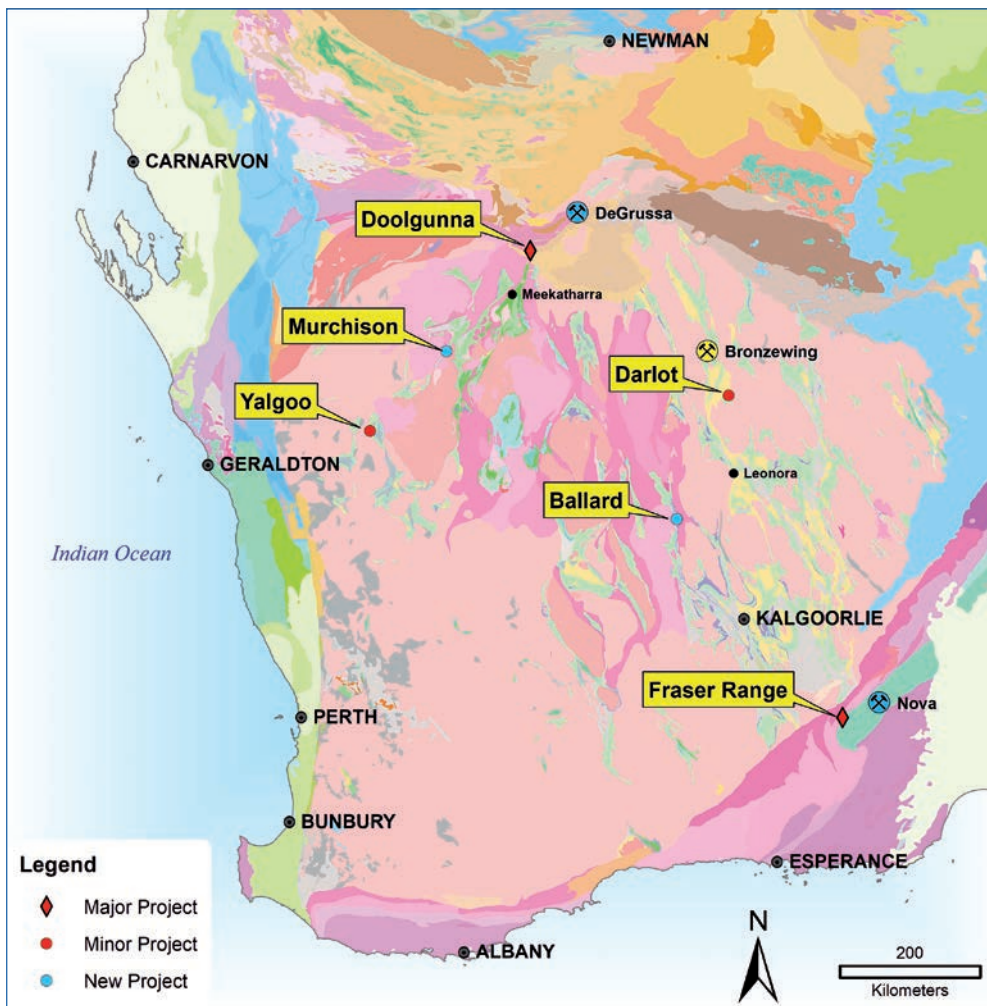 NEWMAN
CARNARVON
Doolgunna
DeGrussa
Meekatharra
Murchison
Bronzewing
Darlot
Yalgoo
GERALDTON
Leonora
Ballard
Indian Ocean
KALGOORLIE
Fraser Range
Nova
PERTH
BUNBURY
ESPERANCE
Legend
Major Project
Minor Project
New Project
ALBANY
N
200
Kilometers